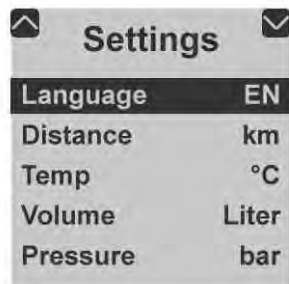 Settings
Language EN
Distance km
Temp °C
Volume Liter
Pressure bar